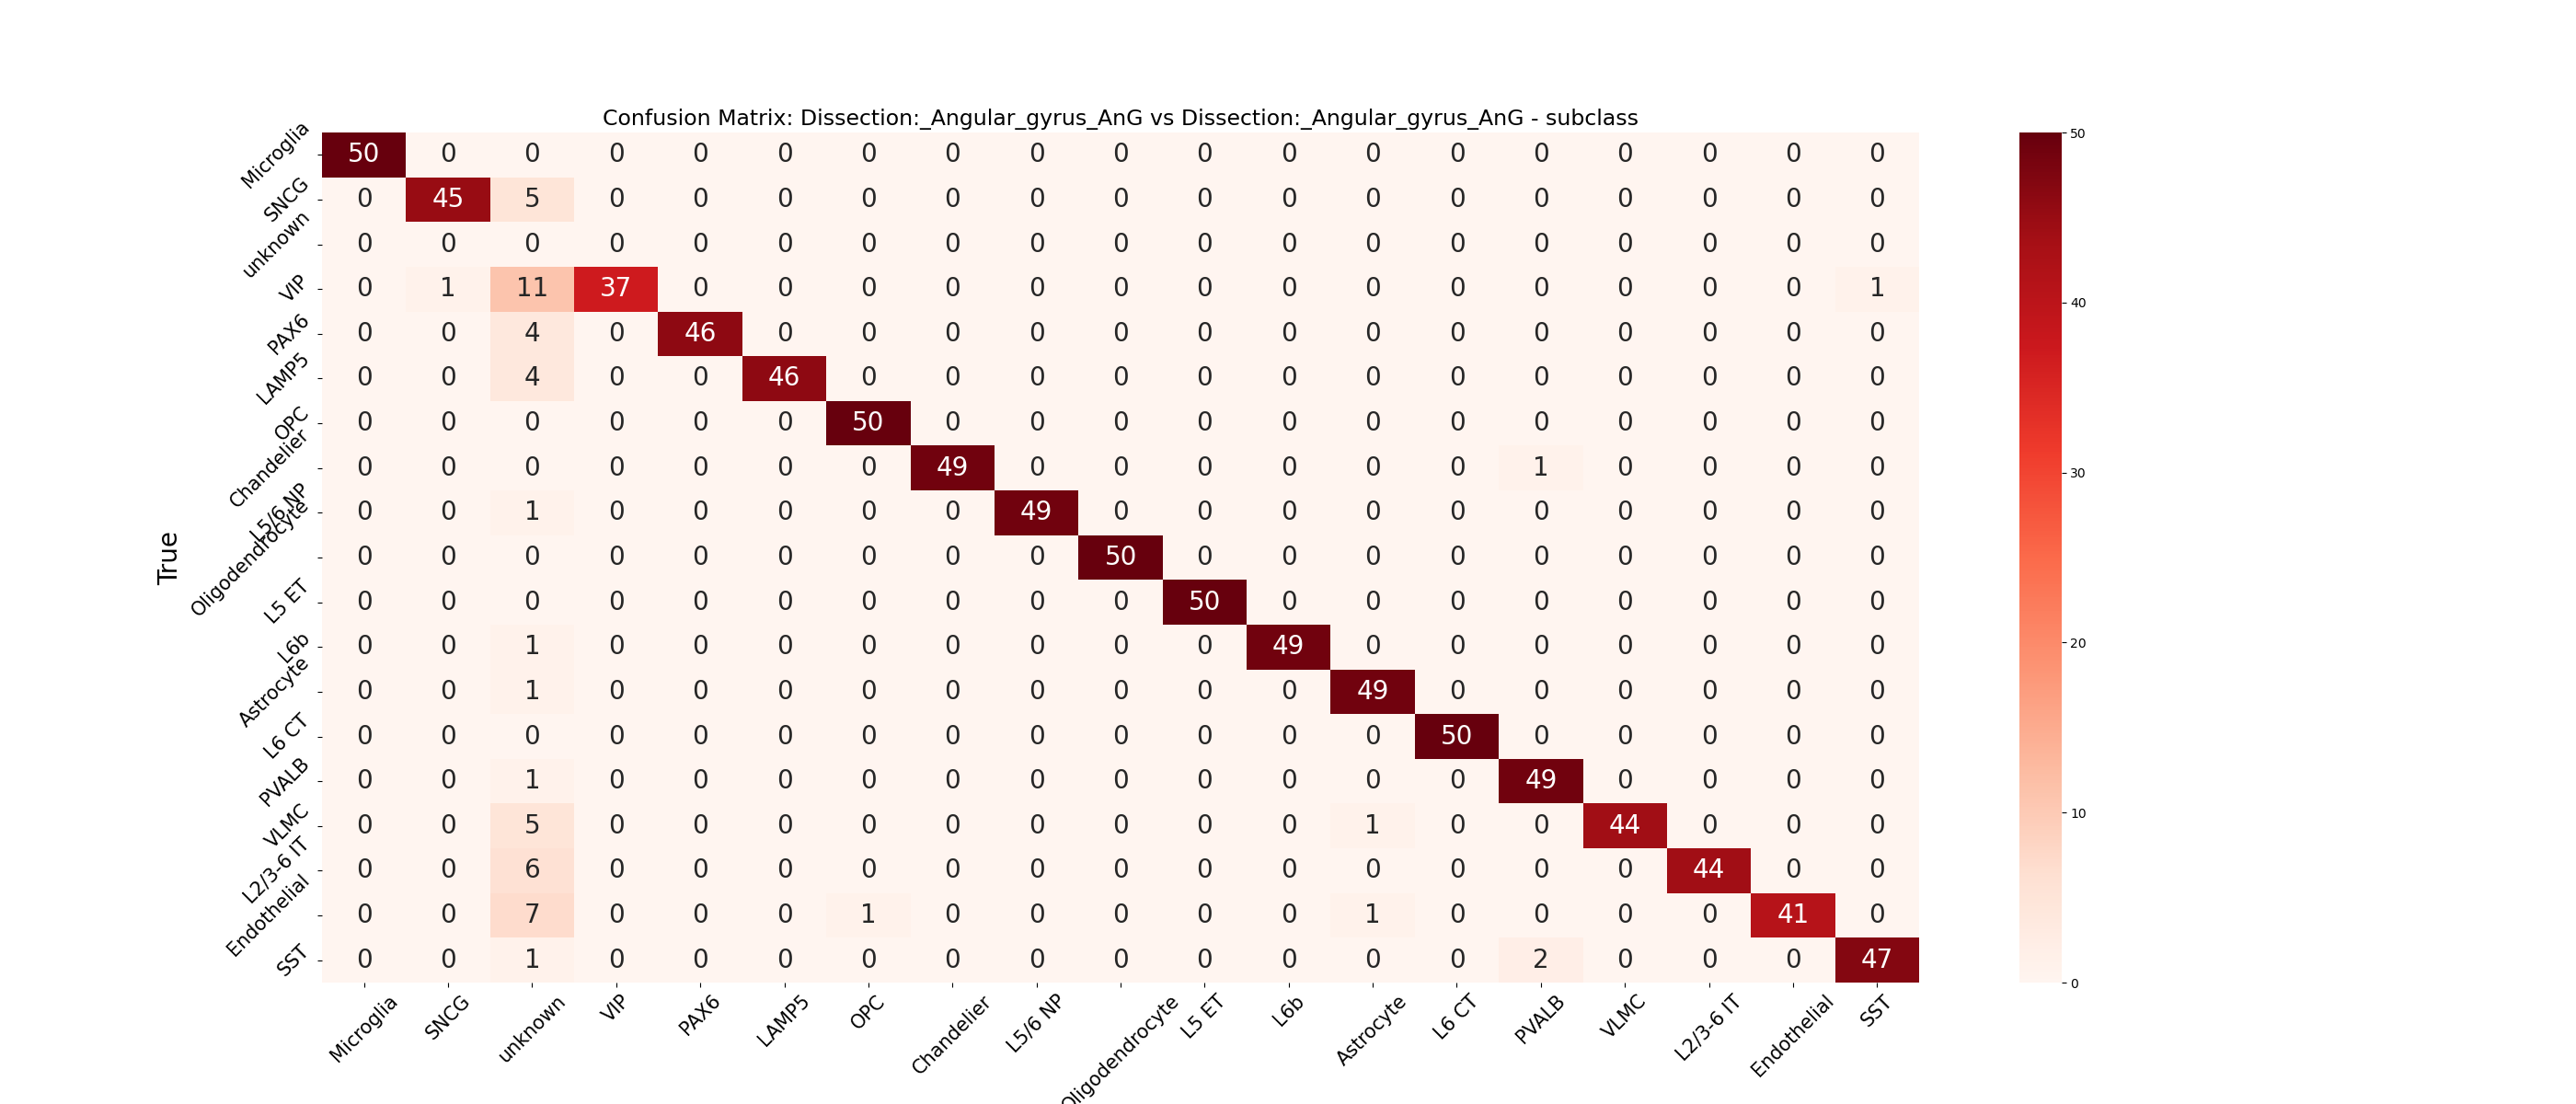 Confusion Matrix: Dissection:_Angular_gyrus_AnG vs Dissection:_Angular_gyrus_AnG - subclass
True
Microglia 50 0 0 0 0 0 0 0 0 0 0 0 0 0 0 0 0 0 0
SNCG 0 45 5 0 0 0 0 0 0 0 0 0 0 0 0 0 0 0 0
unknown 0 0 0 0 0 0 0 0 0 0 0 0 0 0 0 0 0 0 0
VIP 0 1 11 37 0 0 0 0 0 0 0 0 0 0 0 0 0 0 1
PAX6 0 0 4 0 46 0 0 0 0 0 0 0 0 0 0 0 0 0 0
LAMP5 0 0 4 0 0 46 0 0 0 0 0 0 0 0 0 0 0 0 0
OPC 0 0 0 0 0 0 50 0 0 0 0 0 0 0 0 0 0 0 0
Chandelier 0 0 0 0 0 0 0 49 0 0 0 0 0 0 1 0 0 0 0
L5/6 NP 0 0 1 0 0 0 0 0 49 0 0 0 0 0 0 0 0 0 0
Oligodendrocyte 0 0 0 0 0 0 0 0 0 50 0 0 0 0 0 0 0 0 0
L5 ET 0 0 0 0 0 0 0 0 0 0 50 0 0 0 0 0 0 0 0
L6b 0 0 1 0 0 0 0 0 0 0 0 49 0 0 0 0 0 0 0
Astrocyte 0 0 1 0 0 0 0 0 0 0 0 0 49 0 0 0 0 0 0
L6 CT 0 0 0 0 0 0 0 0 0 0 0 0 0 50 0 0 0 0 0
PVALB 0 0 1 0 0 0 0 0 0 0 0 0 0 0 49 0 0 0 0
VLMC 0 0 5 0 0 0 0 0 0 0 0 0 1 0 0 44 0 0 0
L2/3-6 IT 0 0 6 0 0 0 0 0 0 0 0 0 0 0 0 0 44 0 0
Endothelial 0 0 7 0 0 0 1 0 0 0 0 0 1 0 0 0 0 41 0
SST 0 0 1 0 0 0 0 0 0 0 0 0 0 0 2 0 0 0 47
Microglia SNCG unknown VIP PAX6 LAMP5 OPC Chandelier L5/6 NP Oligodendrocyte L5 ET L6b Astrocyte L6 CT PVALB VLMC L2/3-6 IT Endothelial SST
50
40
30
20
10
0